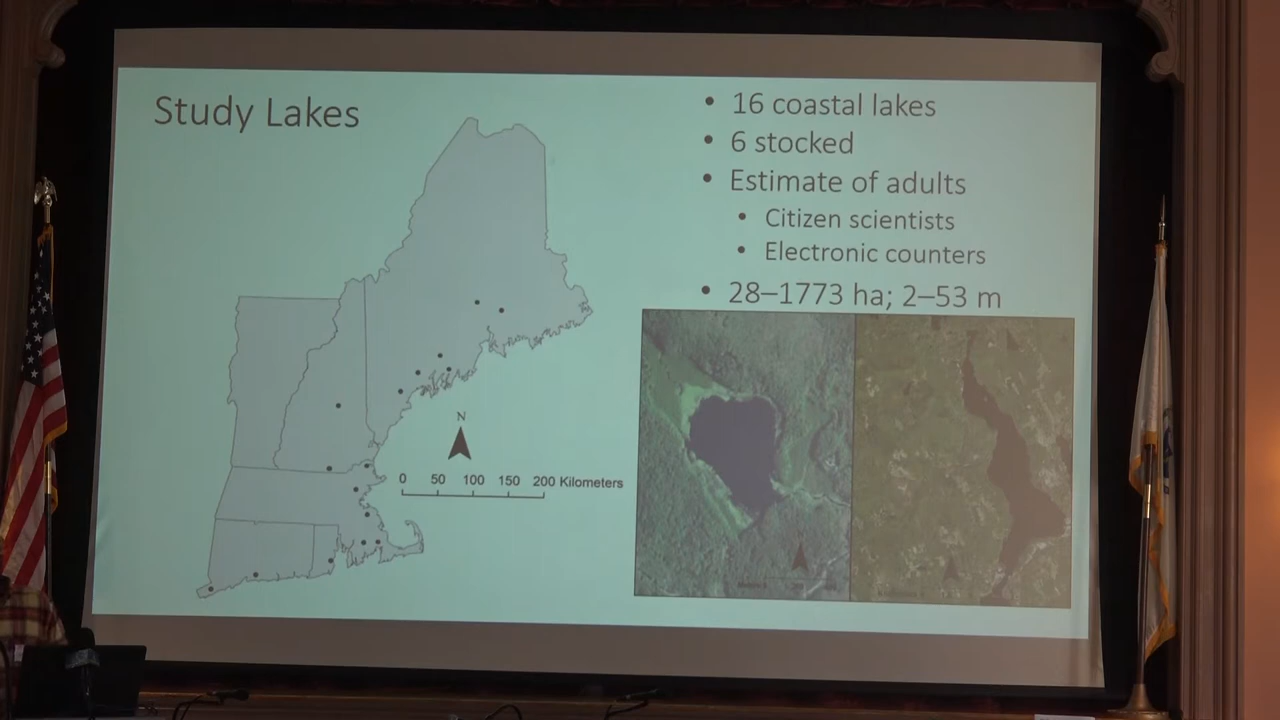 Study Lakes
• 16 coastal lakes
• 6 stocked
• Estimate of adults
• Citizen scientists
• Electronic counters
• 28–1773 ha; 2–53 m
N
0 50 100 150 200 Kilometers